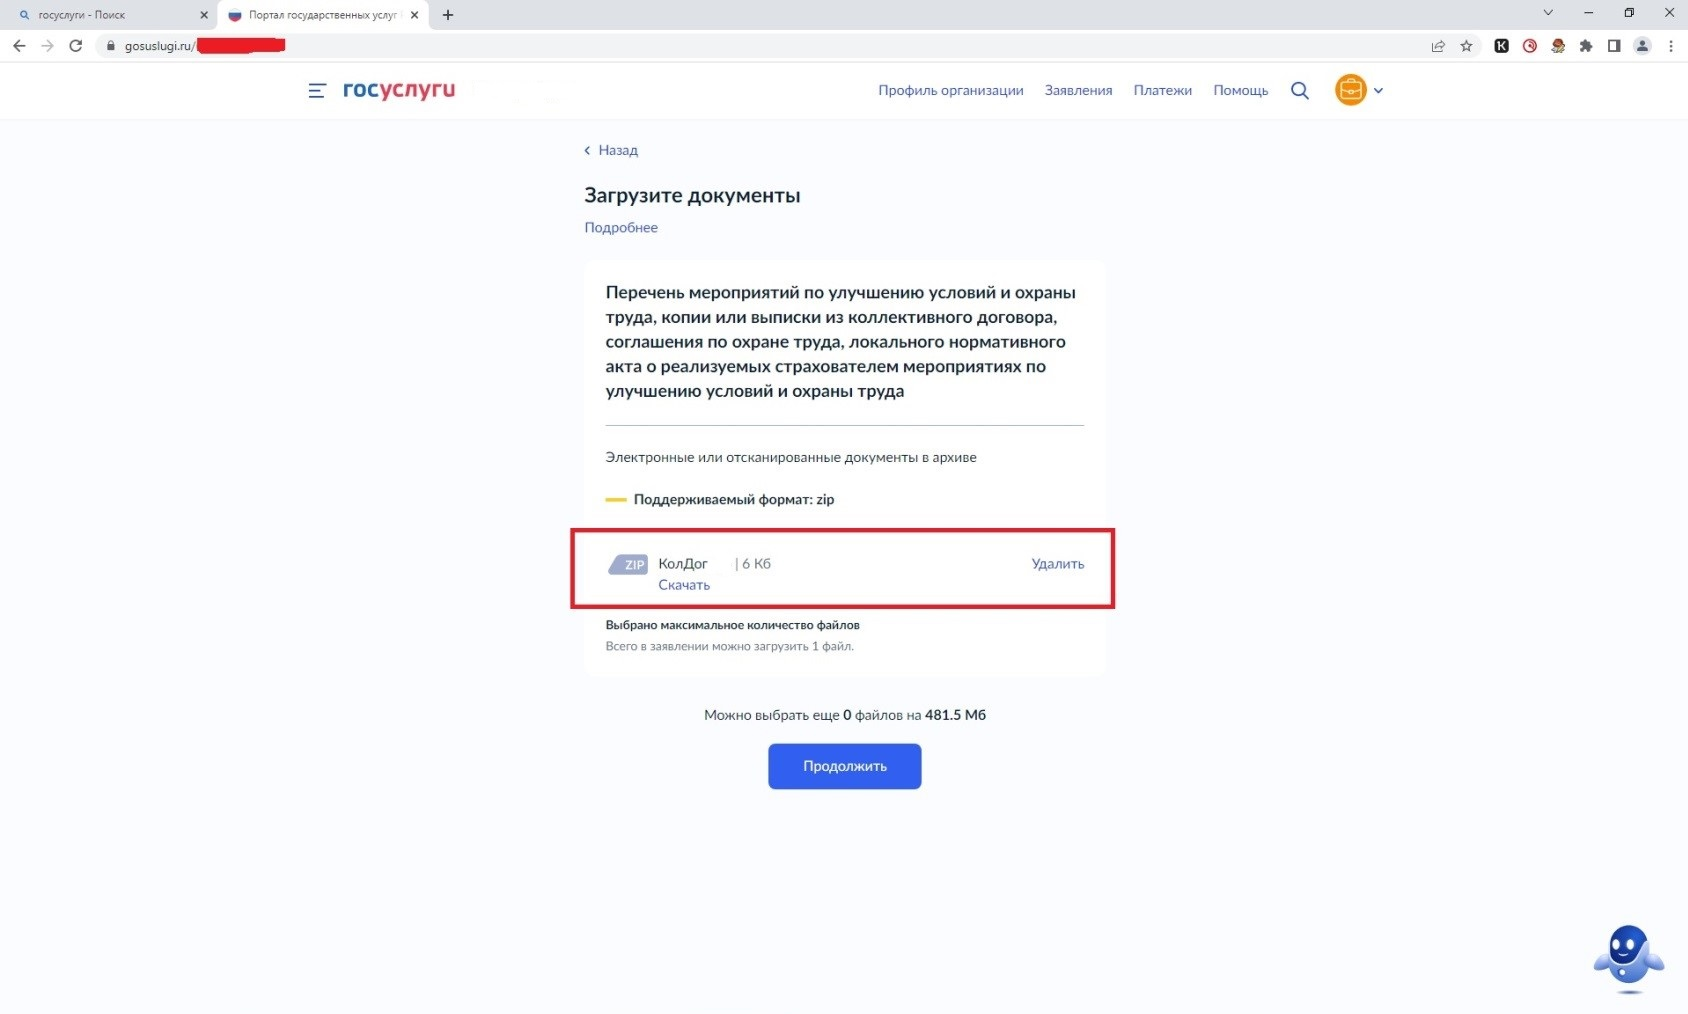 госуслуги - Поиск
Портал государственных услуг
gosuslugi.ru/
госуслуги
Профиль организации
Заявления
Платежи
Помощь
Назад
Загрузите документы
Подробнее
Перечень мероприятий по улучшению условий и охраны
труда, копии или выписки из коллективного договора,
соглашения по охране труда, локального нормативного
акта о реализуемых страхователем мероприятиях по
улучшению условий и охраны труда
Электронные или отсканированные документы в архиве
Поддерживаемый формат: zip
ZIP КолДог | 6 Кб Удалить
Скачать
Выбрано максимальное количество файлов
Всего в заявлении можно загрузить 1 файл.
Можно выбрать еще 0 файлов на 481.5 Мб
Продолжить